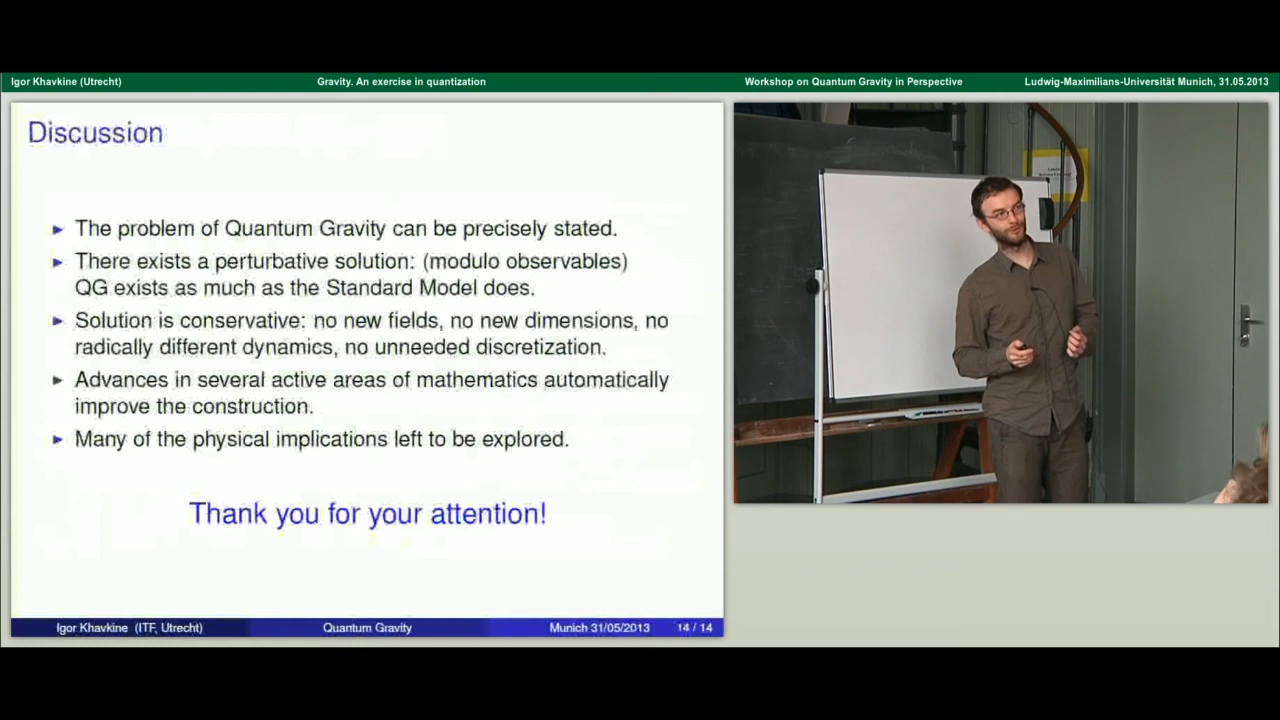 Igor Khavkine (Utrecht)
Gravity. An exercise in quantization
Workshop on Quantum Gravity in Perspective
Ludwig-Maximilians-Universität Munich, 31.05.2013
Discussion
The problem of Quantum Gravity can be precisely stated.
There exists a perturbative solution: (modulo observables)
QG exists as much as the Standard Model does.
Solution is conservative: no new fields, no new dimensions, no
radically different dynamics, no unneeded discretization.
Advances in several active areas of mathematics automatically
improve the construction.
Many of the physical implications left to be explored.
Thank you for your attention!
Igor Khavkine (ITF, Utrecht)
Quantum Gravity
Munich 31/05/2013
14 / 14